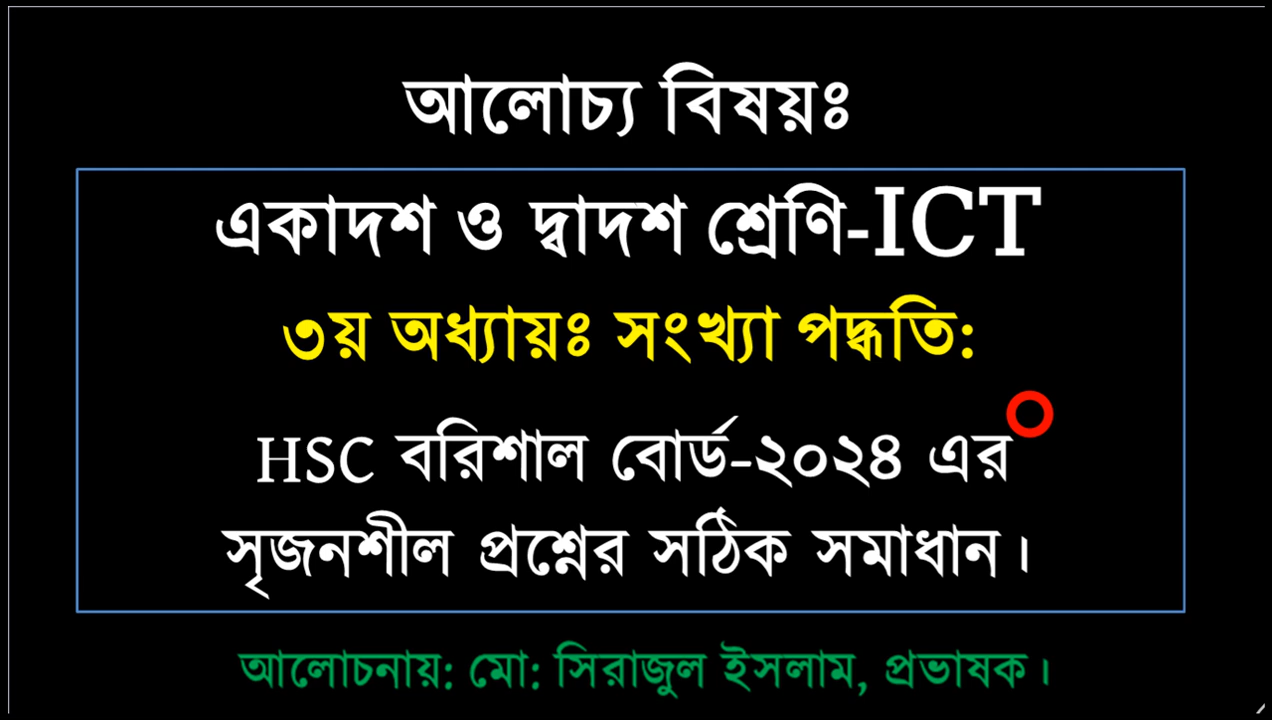 আলোচ্য বিষয়ঃ
একাদশ ও দ্বাদশ শ্রেণি-ICT
৩য় অধ্যায়ঃ সংখ্যা পদ্ধতি:
HSC বরিশাল বোর্ড-২০২৪ এর
সৃজনশীল প্রশ্নের সঠিক সমাধান।
আলোচনায়: মো: সিরাজুল ইসলাম, প্রভাষক।